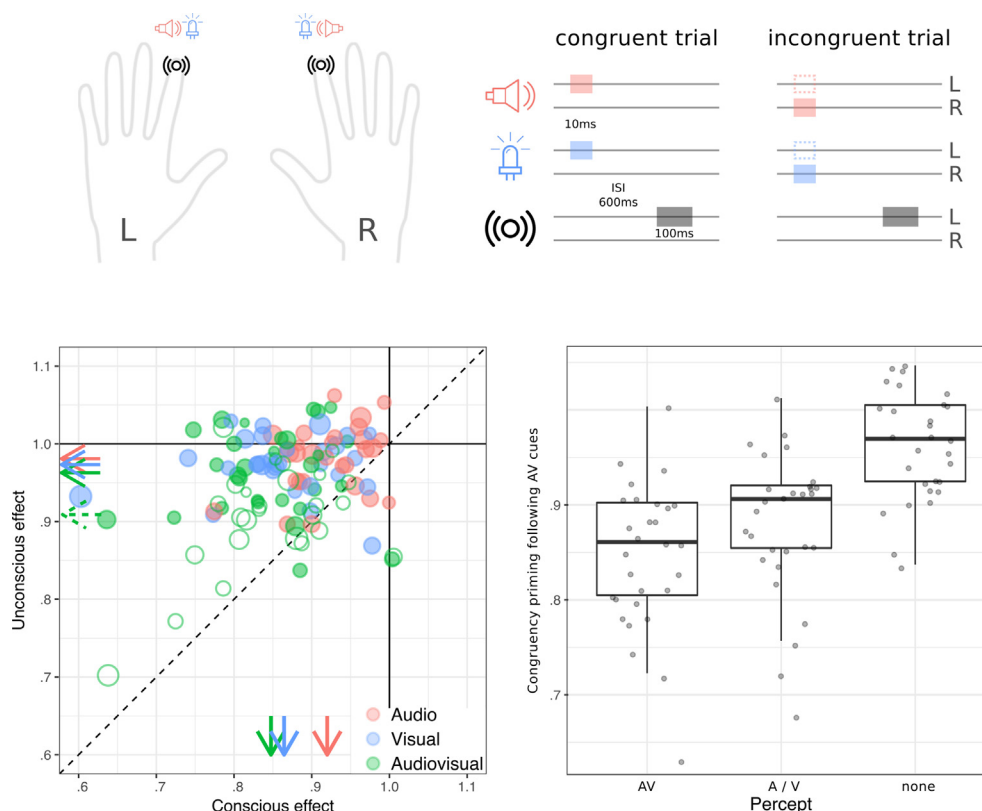 L
R
congruent trial
incongruent trial
L
R
10ms
L
R
ISI
600ms
L
100ms
R
1.1
1.0
.9
.8
.7
.6
Unconscious effect
.6
.7
.8
.9
1.0
1.1
Conscious effect
Audio
Visual
Audiovisual
Congruency priming following AV cues
.9
.8
.7
AV
A / V
none
Percept